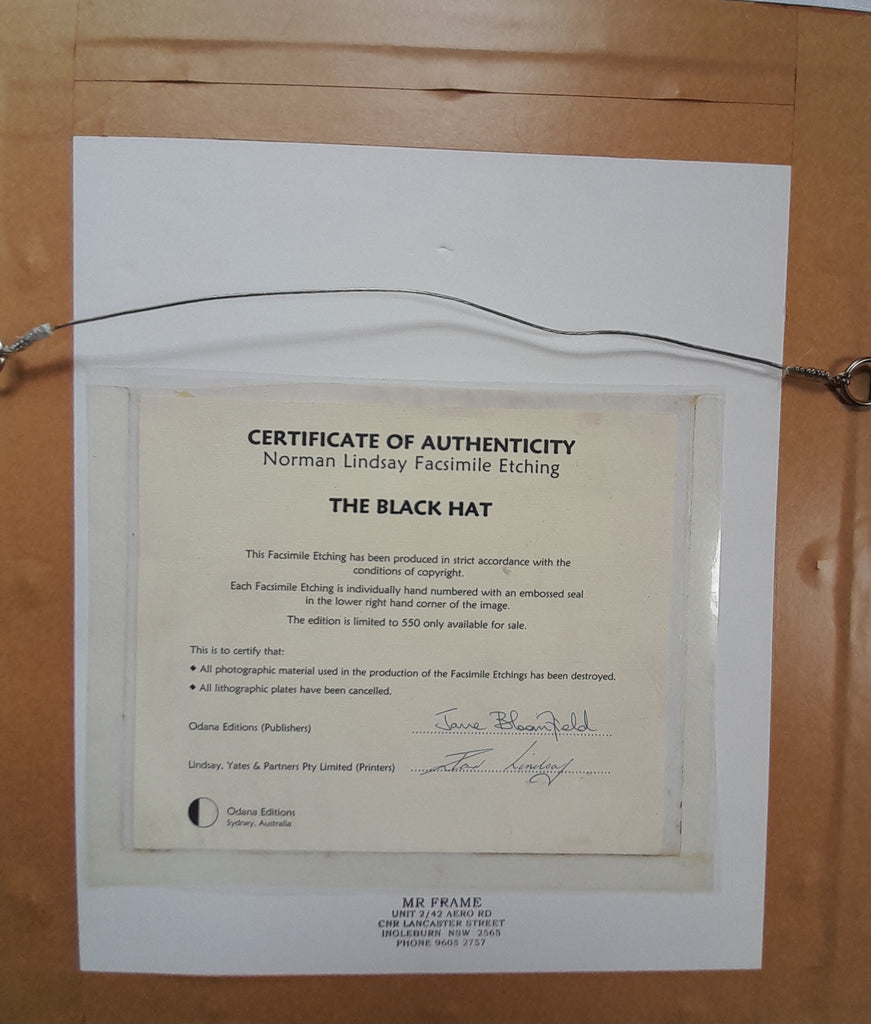 CERTIFICATE OF AUTHENTICITY
Norman Lindsay Facsimile Etching
THE BLACK HAT
This Facsimile Etching has been produced in strict accordance with the
conditions of copyright.
Each Facsimile Etching is individually hand numbered with an embossed seal
in the lower right hand corner of the image.
The edition is limited to 550 only available for sale.
This is to certify that:
◆ All photographic material used in the production of the Facsimile Etchings has been destroyed.
◆ All lithographic plates have been cancelled.
Odana Editions (Publishers) Jane Bloomfield
Lindsay, Yates & Partners Pty Limited (Printers) Lindsay
Odana Editions
Sydney, Australia
MR FRAME
UNIT 2/42 AERO RD
CNR LANCASTER STREET
INGLEBURN NSW 2565
PHONE 9605 2757